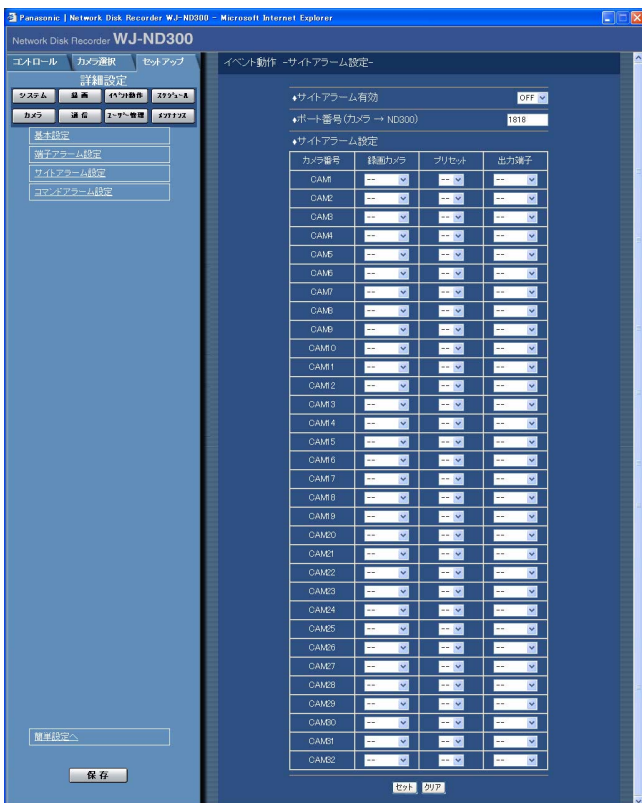 Panasonic | Network Disk Recorder WJ-ND300 - Microsoft Internet Explorer
Network Disk Recorder WJ-ND300
コントロール カメラ選択 セットアップ
詳細設定
システム 録画 イベント動作 スケジュール
カメラ 通信 ユーザー管理 メンテナンス
基本設定
端子アラーム設定
サイトアラーム設定
コマンドアラーム設定
簡単設定へ
保存
イベント動作 -サイトアラーム設定-
♦サイトアラーム有効 OFF
♦ポート番号(カメラ → ND300) 1818
♦サイトアラーム設定
カメラ番号 録画カメラ プリセット 出力端子
CAM1 -- -- --
CAM2 -- -- --
CAM3 -- -- --
CAM4 -- -- --
CAM5 -- -- --
CAM6 -- -- --
CAM7 -- -- --
CAM8 -- -- --
CAM9 -- -- --
CAM10 -- -- --
CAM11 -- -- --
CAM12 -- -- --
CAM13 -- -- --
CAM14 -- -- --
CAM15 -- -- --
CAM16 -- -- --
CAM17 -- -- --
CAM18 -- -- --
CAM19 -- -- --
CAM20 -- -- --
CAM21 -- -- --
CAM22 -- -- --
CAM23 -- -- --
CAM24 -- -- --
CAM25 -- -- --
CAM26 -- -- --
CAM27 -- -- --
CAM28 -- -- --
CAM29 -- -- --
CAM30 -- -- --
CAM31 -- -- --
CAM32 -- -- --
セット クリア